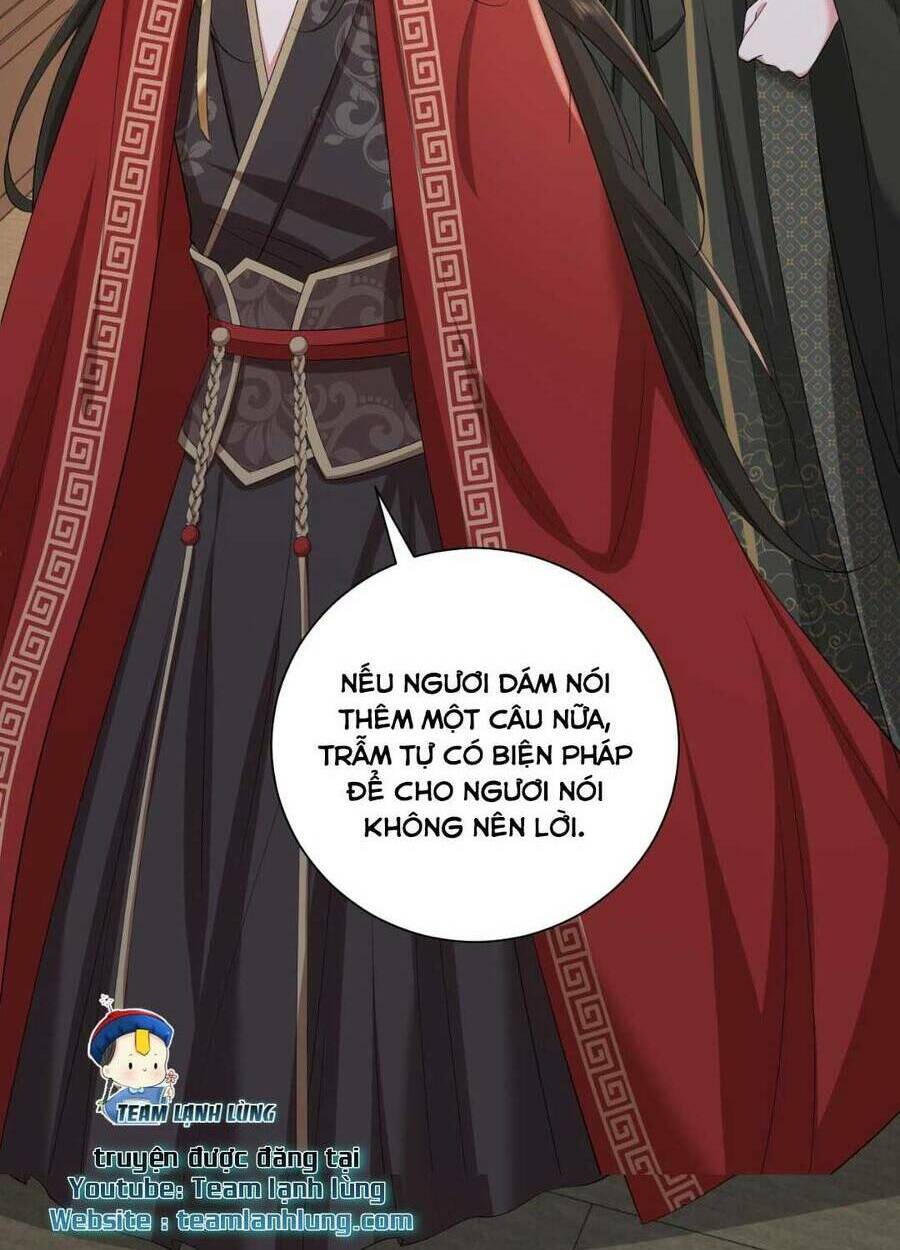 NẾU NGƯƠI DÁM NÓI
THÊM MỘT CÂU NỮA,
TRẪM TỰ CÓ BIỆN PHÁP
ĐỂ CHO NGƯƠI NÓI
KHÔNG NÊN LỜI.
TEAM LẠNH LÙNG
truyện được đăng tại
Youtube: Team lạnh lùng
Website : teamlanhlung.com